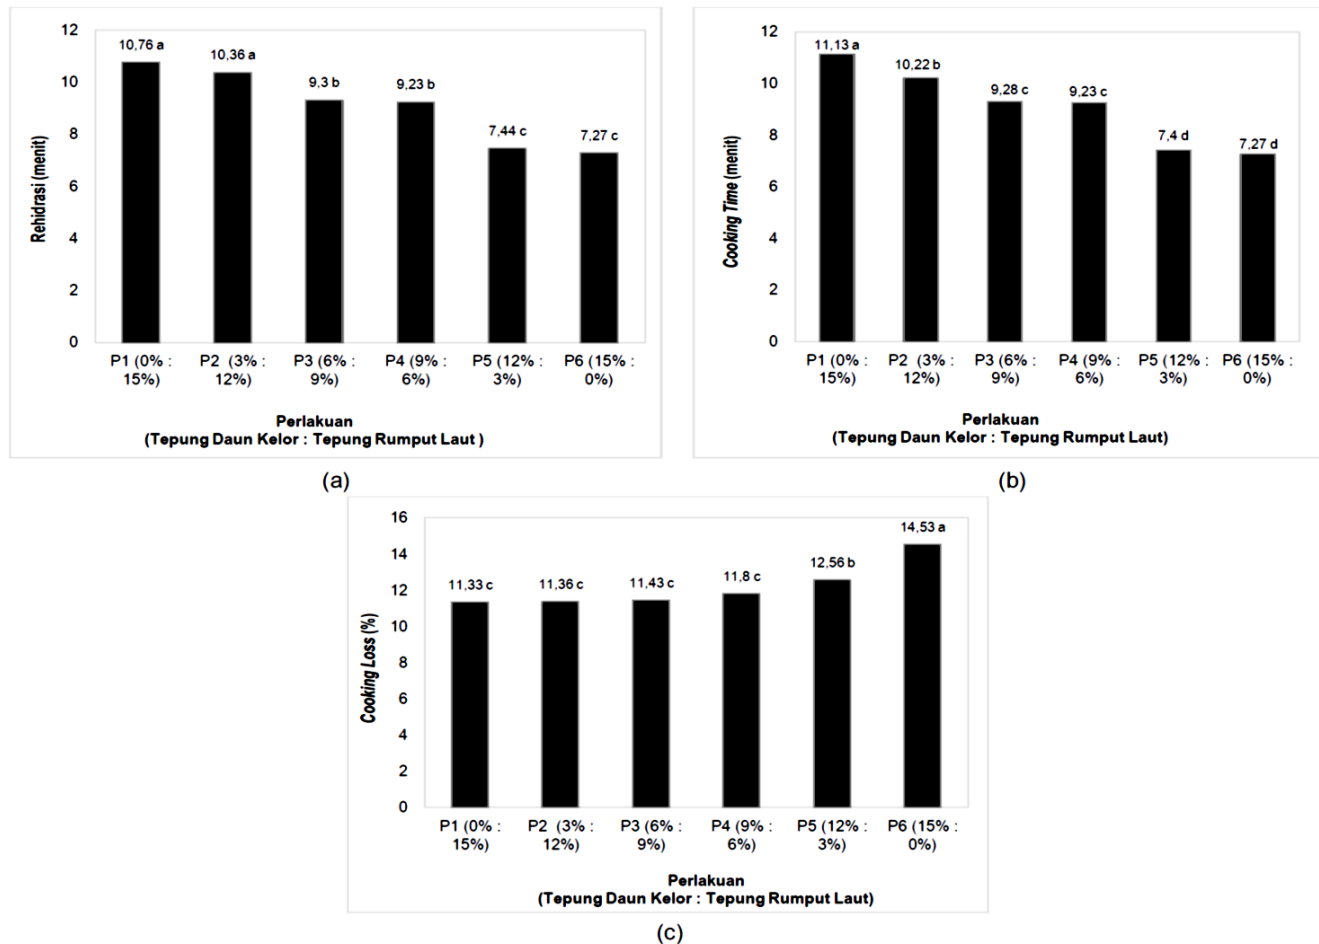 12
10
8
6
4
2
0
Rehidrasi (menit)
10,76 a
10,36 a
9,3 b
9,23 b
7,44 c
7,27 c
P1 (0% : P2 (3% : P3 (6% : P4 (9% : P5 (12% : P6 (15% :
15%) 12%) 9%) 6%) 3%) 0%)
Perlakuan
(Tepung Daun Kelor : Tepung Rumput Laut )
(a)
12
10
8
6
4
2
0
Cooking Time (menit)
11,13 a
10,22 b
9,28 c
9,23 c
7,4 d
7,27 d
P1 (0% : P2 (3% : P3 (6% : P4 (9% : P5 (12% : P6 (15% :
15%) 12%) 9%) 6%) 3%) 0%)
Perlakuan
(Tepung Daun Kelor : Tepung Rumput Laut)
(b)
16
14
12
10
8
6
4
2
0
Cooking Loss (%)
11,33 c
11,36 c
11,43 c
11,8 c
12,56 b
14,53 a
P1 (0% : P2 (3% : P3 (6% : P4 (9% : P5 (12% : P6 (15% :
15%) 12%) 9%) 6%) 3%) 0%)
Perlakuan
(Tepung Daun Kelor : Tepung Rumput Laut)
(c)